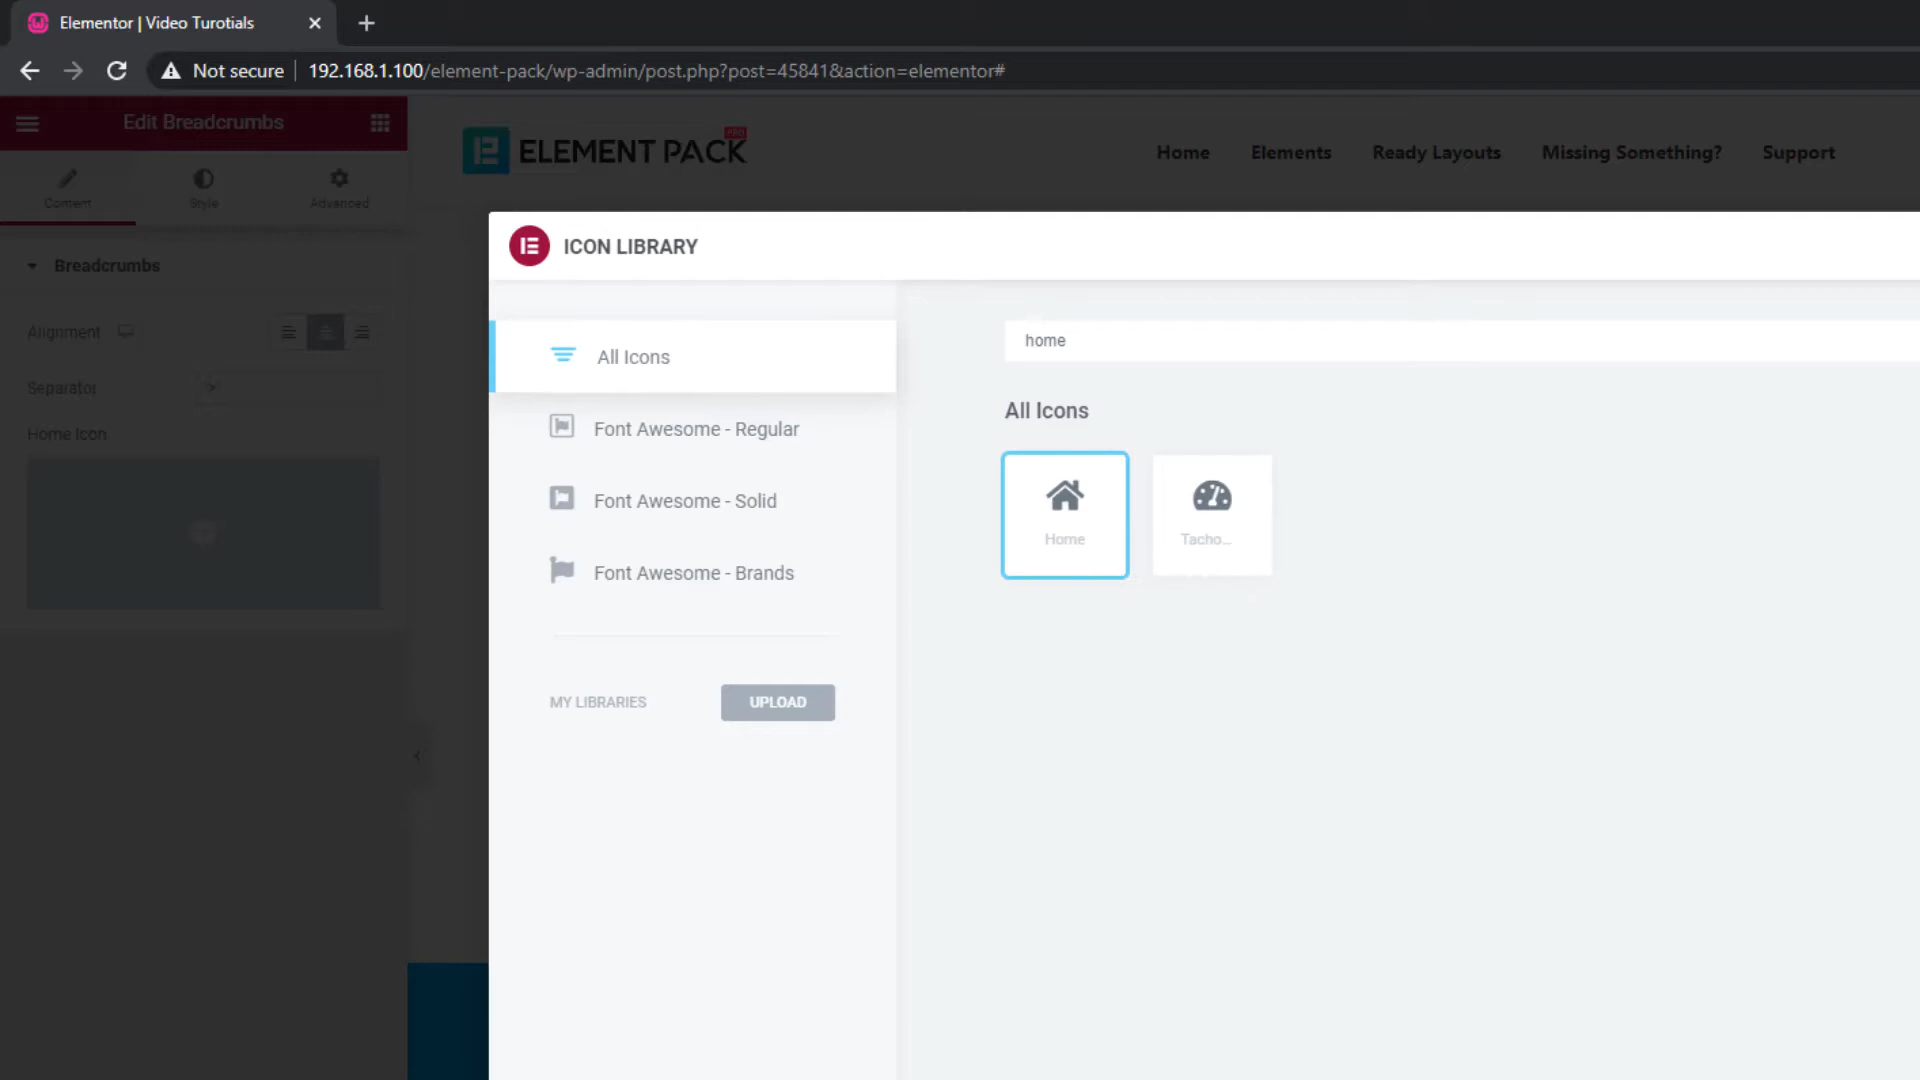 Elementor | Video Turotials
Not secure
192.168.1.100/element-pack/wp-admin/post.php?post=45841&action=elementor#
Edit Breadcrumbs
ELEMENT PACK
PRO
Home
Elements
Ready Layouts
Missing Something?
Support
Content
Style
Advanced
ICON LIBRARY
Breadcrumbs
Alignment
Separator
>
Home Icon
All Icons
Font Awesome - Regular
Font Awesome - Solid
Font Awesome - Brands
MY LIBRARIES
UPLOAD
home
All Icons
Home
Tacho...